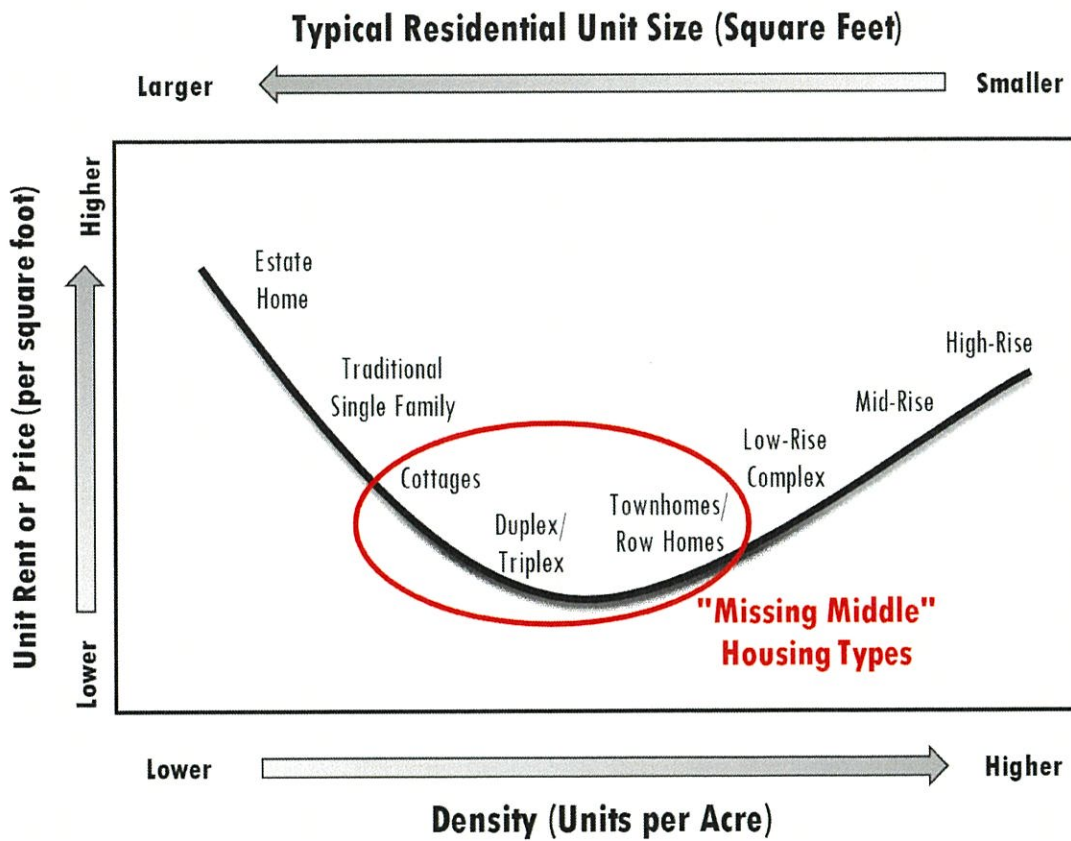 Typical Residential Unit Size (Square Feet)
Larger
Smaller
Unit Rent or Price (per square foot)
Higher
Lower
Estate
Home
Traditional
Single Family
Cottages
Duplex/
Triplex
Townhomes/
Row Homes
Low-Rise
Complex
Mid-Rise
High-Rise
"Missing Middle"
Housing Types
Lower
Higher
Density (Units per Acre)